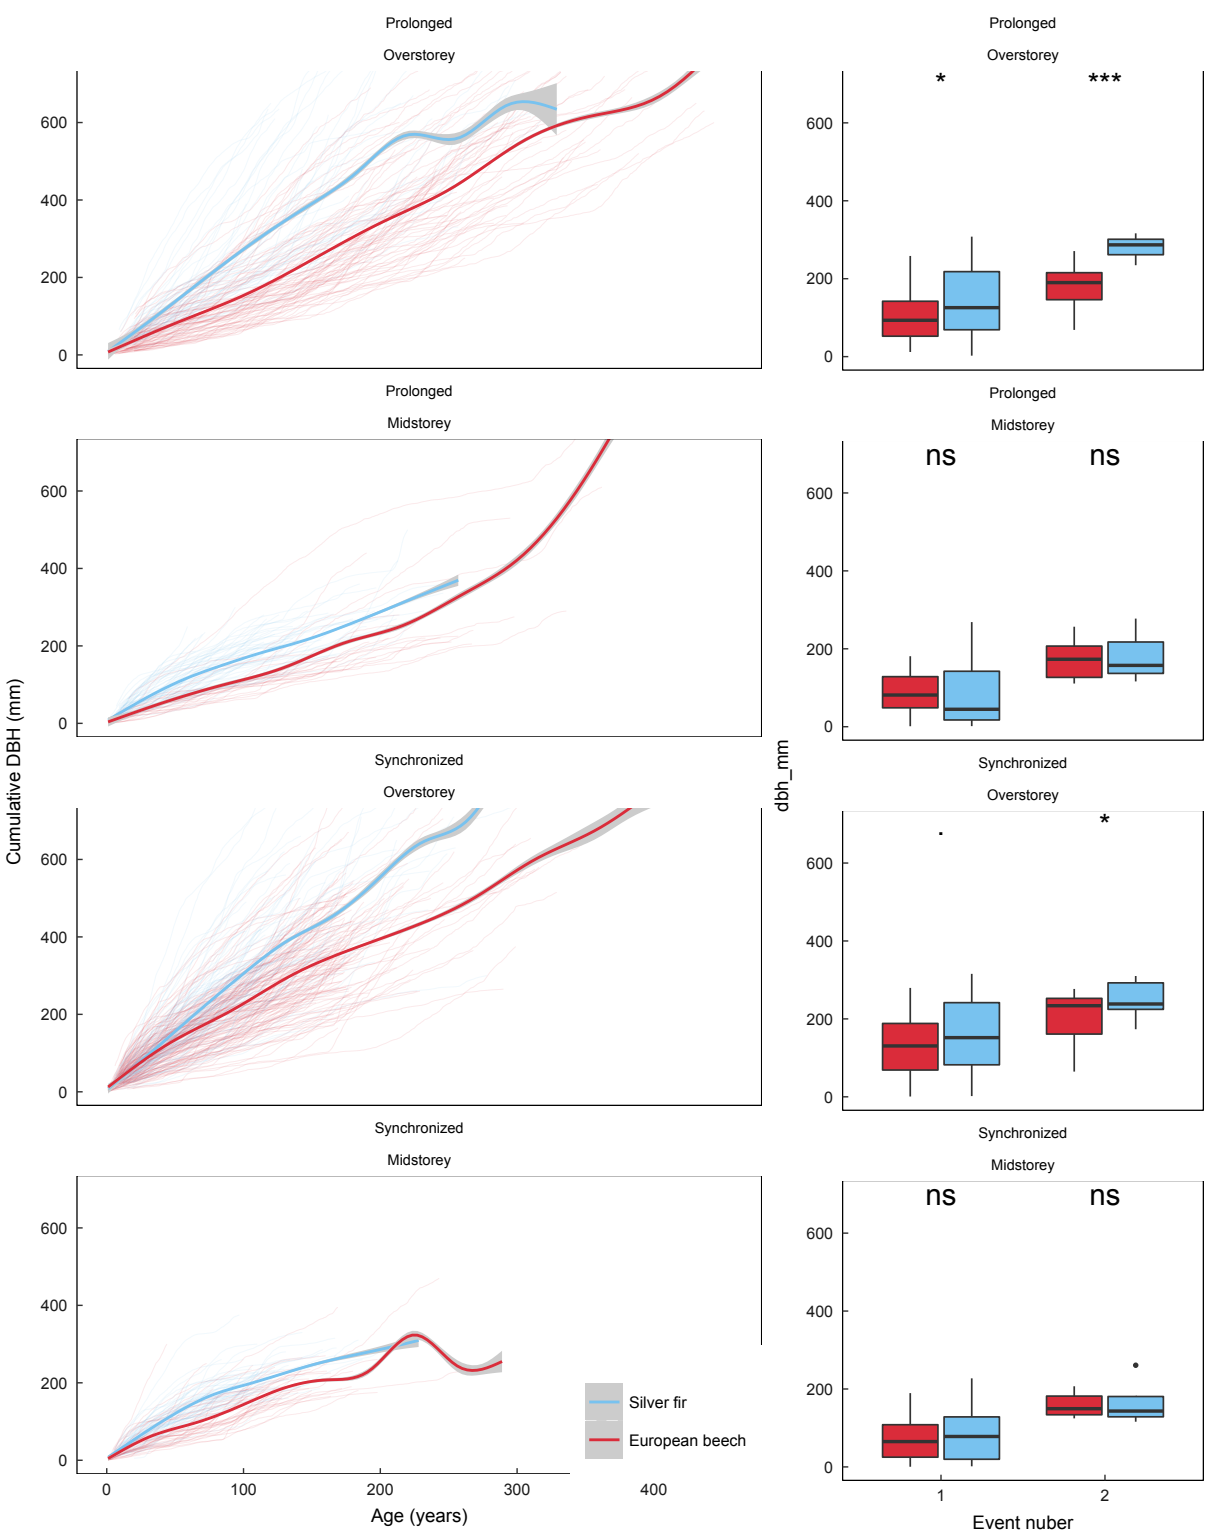 Prolonged
Overstorey
600
400
200
0
Prolonged
Midstorey
600
400
200
0
Synchronized
Overstorey
600
400
200
0
Synchronized
Midstorey
600
400
200
0
0 100 200 300 400
Age (years)
Cumulative DBH (mm)
Silver fir
European beech
Prolonged
Overstorey
* ***
600
400
200
0
Prolonged
Midstorey
ns ns
600
400
200
0
Synchronized
Overstorey
. *
600
400
200
0
Synchronized
Midstorey
ns ns
600
400
200
0
1 2
Event nuber
dbh_mm